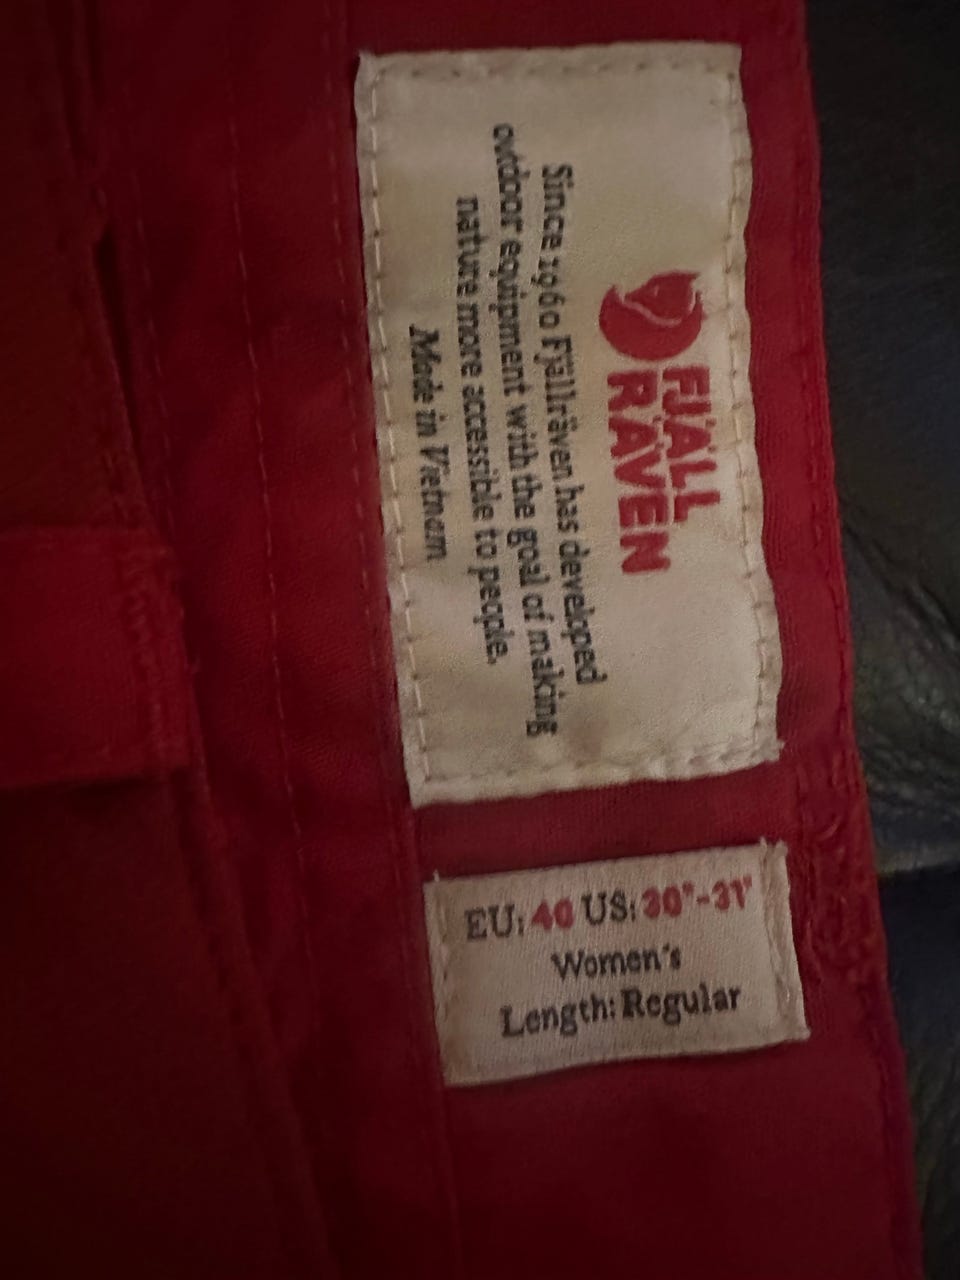 FJÄLL
RÄVEN
Since 1960 Fjällräven has developed
outdoor equipment with the goal of making
nature more accessible to people.
Made in Vietnam
EU: 40 US: 30"-31"
Women's
Length: Regular